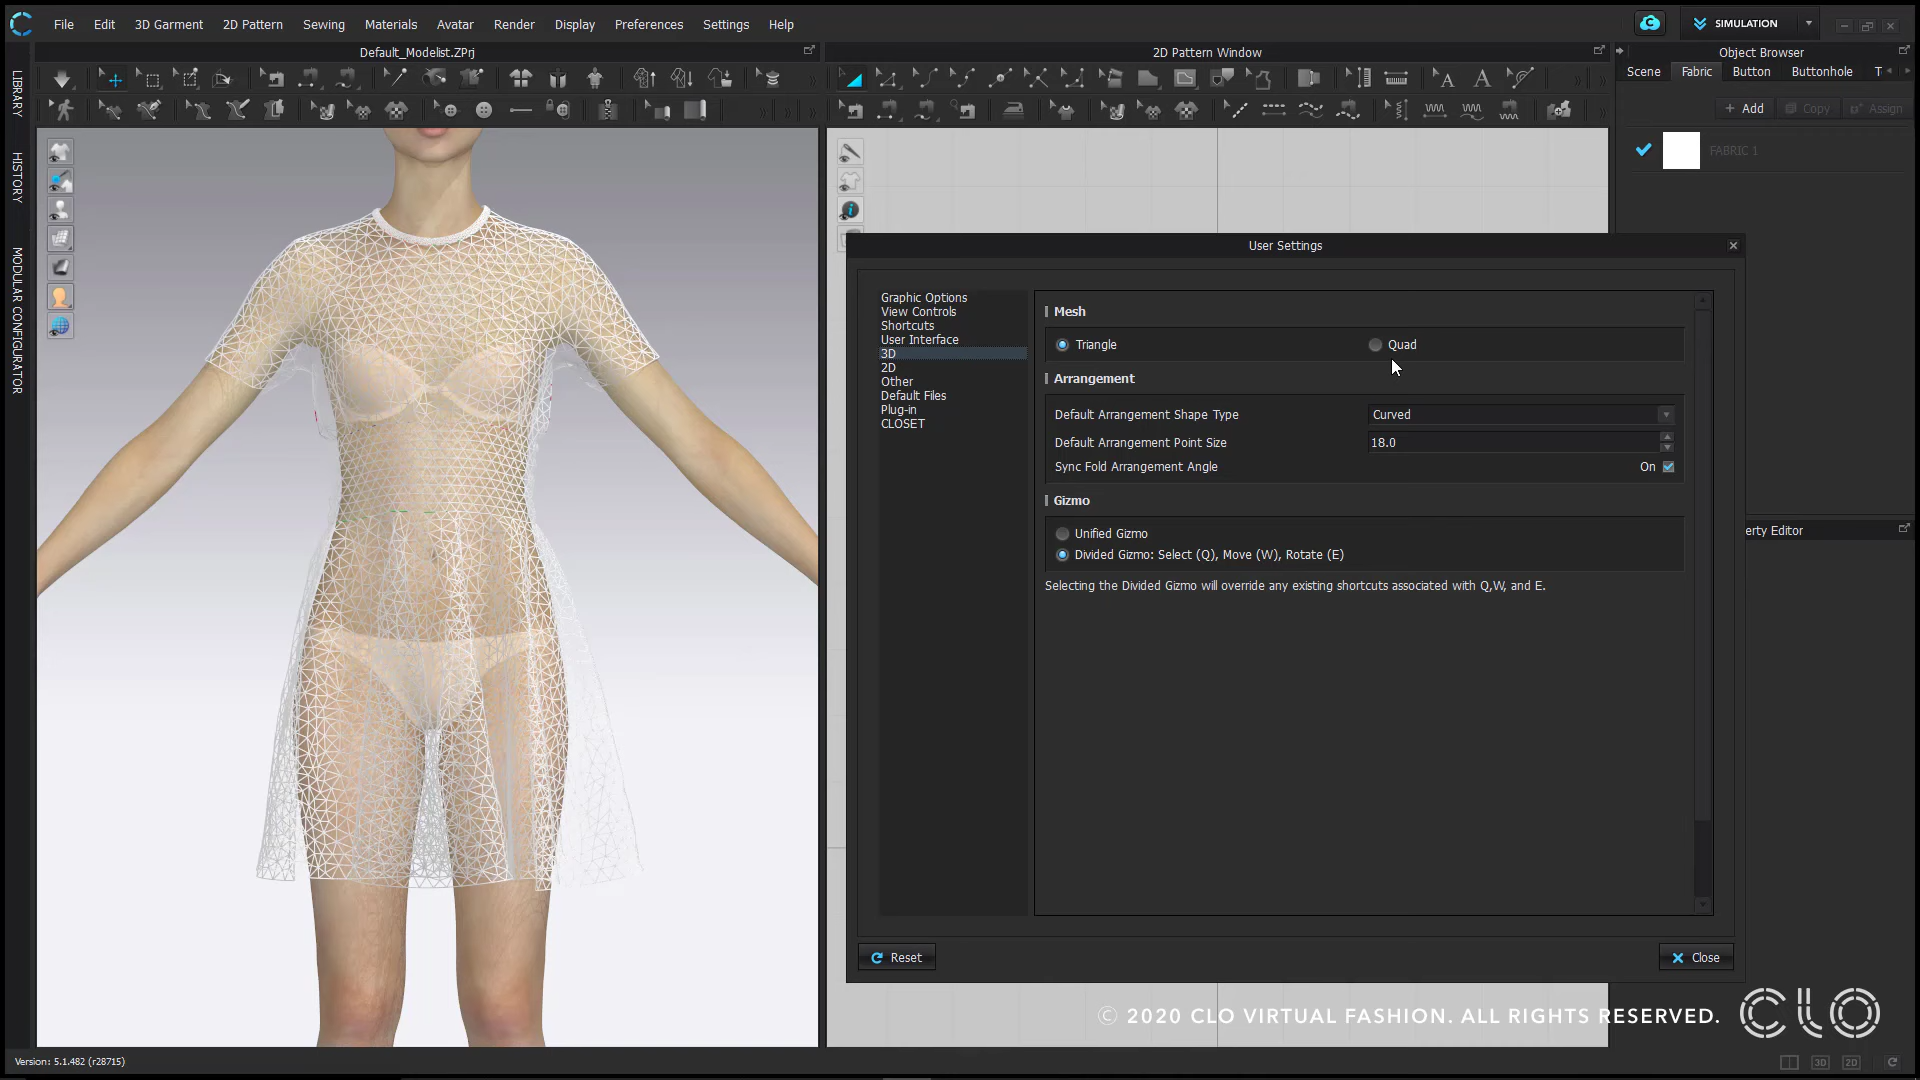 File Edit 3D Garment 2D Pattern Sewing Materials Avatar Render Display Preferences Settings Help
SIMULATION
Default_Modelist.ZPrj
2D Pattern Window
Object Browser
Scene Fabric Button Buttonhole T
Add Copy Assign
FABRIC 1
LIBRARY
HISTORY
MODULAR CONFIGURATOR
User Settings
Graphic Options
View Controls
Shortcuts
User Interface
3D
2D
Other
Default Files
Plug-in
CLOSET
Mesh
Triangle Quad
Arrangement
Default Arrangement Shape Type Curved
Default Arrangement Point Size 18.0
Sync Fold Arrangement Angle On
Gizmo
Unified Gizmo
Divided Gizmo: Select (Q), Move (W), Rotate (E)
Selecting the Divided Gizmo will override any existing shortcuts associated with Q,W, and E.
erty Editor
Reset
Close
© 2020 CLO VIRTUAL FASHION. ALL RIGHTS RESERVED. CLO
Version: 5.1.482 (r28715)
3D 2D